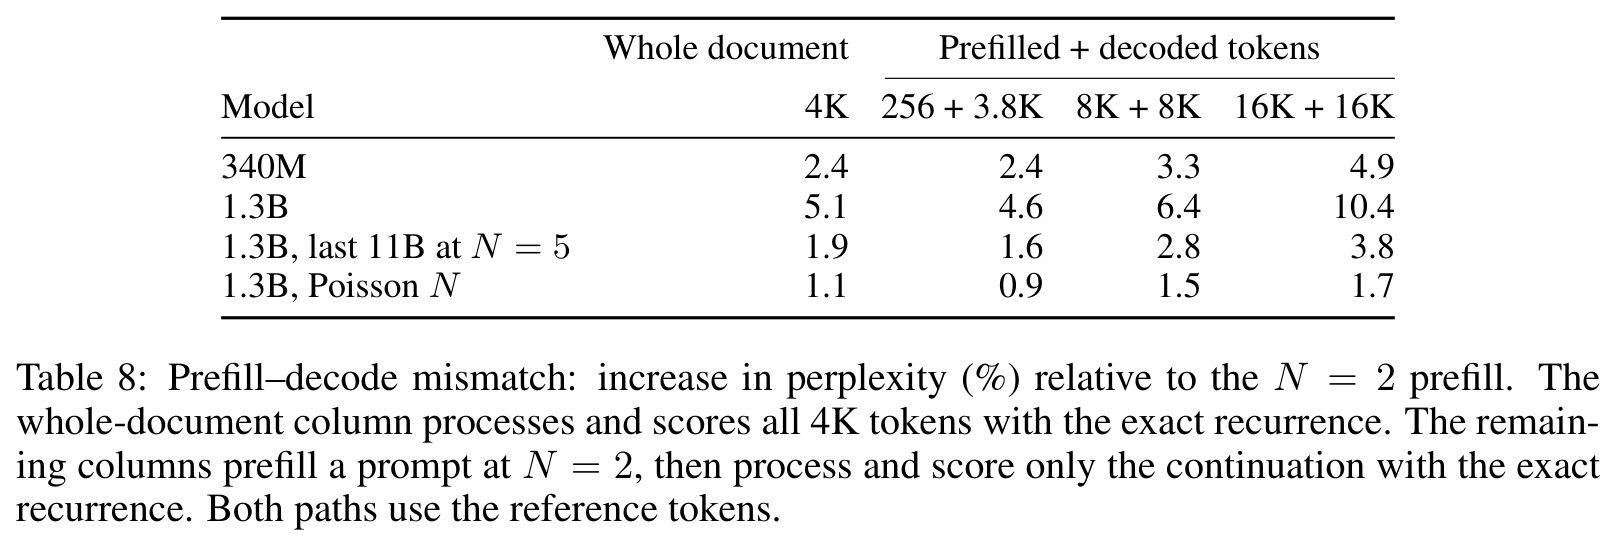 Whole document Prefilled + decoded tokens
Model 4K 256 + 3.8K 8K + 8K 16K + 16K
340M 2.4 2.4 3.3 4.9
1.3B 5.1 4.6 6.4 10.4
1.3B, last 11B at N = 5 1.9 1.6 2.8 3.8
1.3B, Poisson N 1.1 0.9 1.5 1.7
Table 8: Prefill–decode mismatch: increase in perplexity (%) relative to the N = 2 prefill. The
whole-document column processes and scores all 4K tokens with the exact recurrence. The remain-
ing columns prefill a prompt at N = 2, then process and score only the continuation with the exact
recurrence. Both paths use the reference tokens.